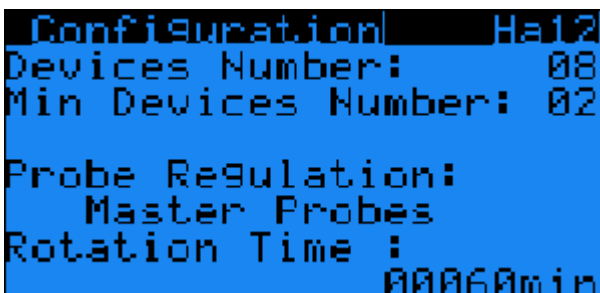 Configuration Ha12
Devices Number: 08
Min Devices Number: 02
Probe Regulation:
Master Probes
Rotation Time :
00060min